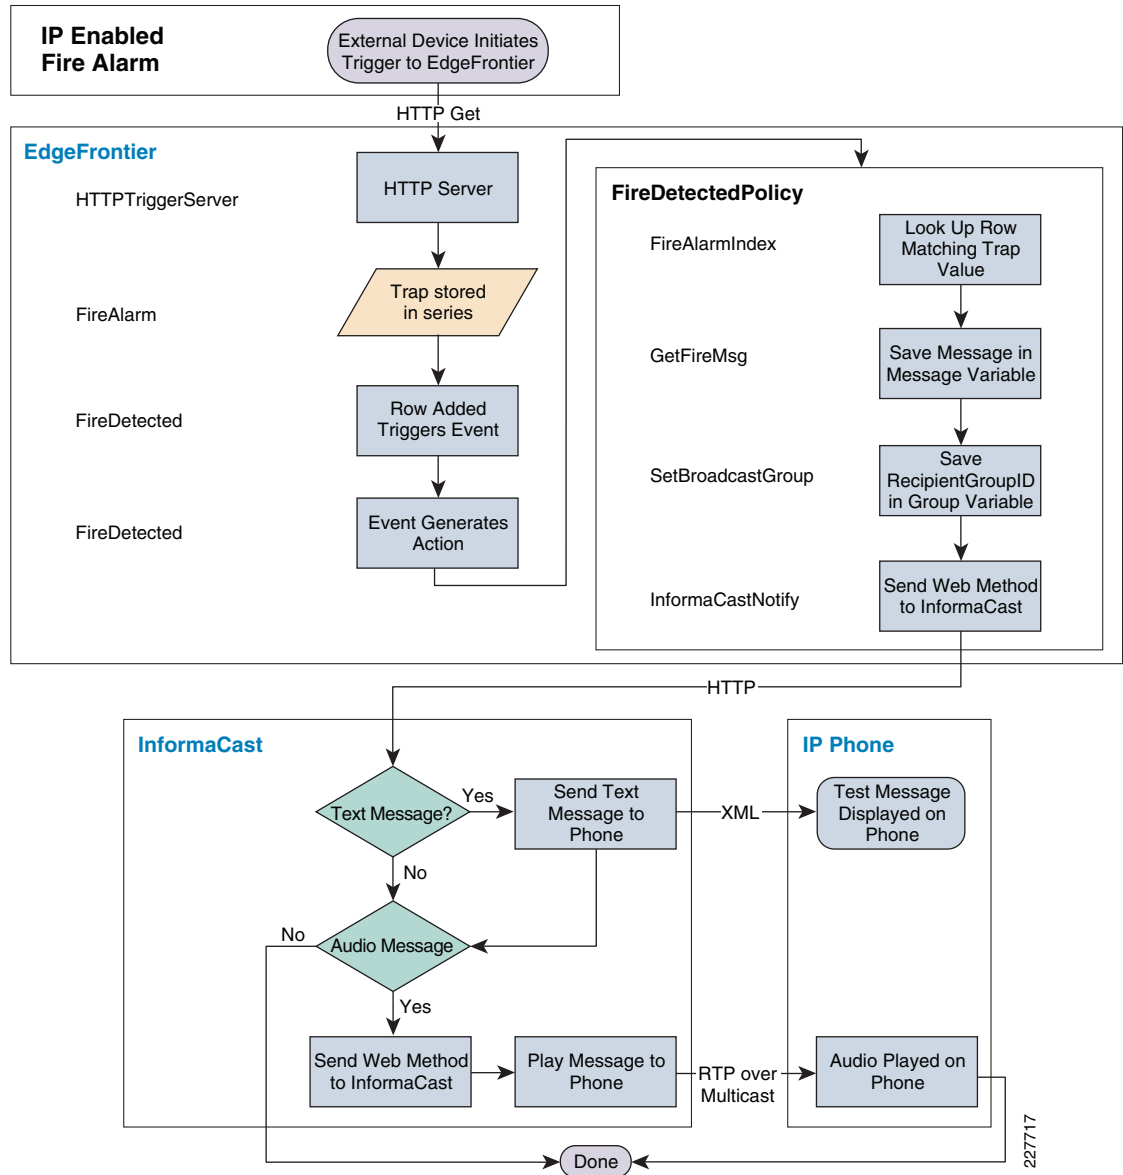 IP Enabled
Fire Alarm
External Device Initiates
Trigger to EdgeFrontier
HTTP Get
EdgeFrontier
HTTPTriggerServer
HTTP Server
FireAlarm
Trap stored
in series
FireDetected
Row Added
Triggers Event
FireDetected
Event Generates
Action
FireDetectedPolicy
FireAlarmIndex
Look Up Row
Matching Trap
Value
GetFireMsg
Save Message in
Message Variable
SetBroadcastGroup
Save
RecipientGroupID
in Group Variable
InformaCastNotify
Send Web Method
to InformaCast
HTTP
InformaCast
Text Message?
Yes
Send Text
Message to
Phone
XML
IP Phone
Test Message
Displayed on
Phone
No
Audio Message
No
Yes
Send Web Method
to InformaCast
Play Message to
Phone
RTP over
Multicast
Audio Played on
Phone
Done
227717